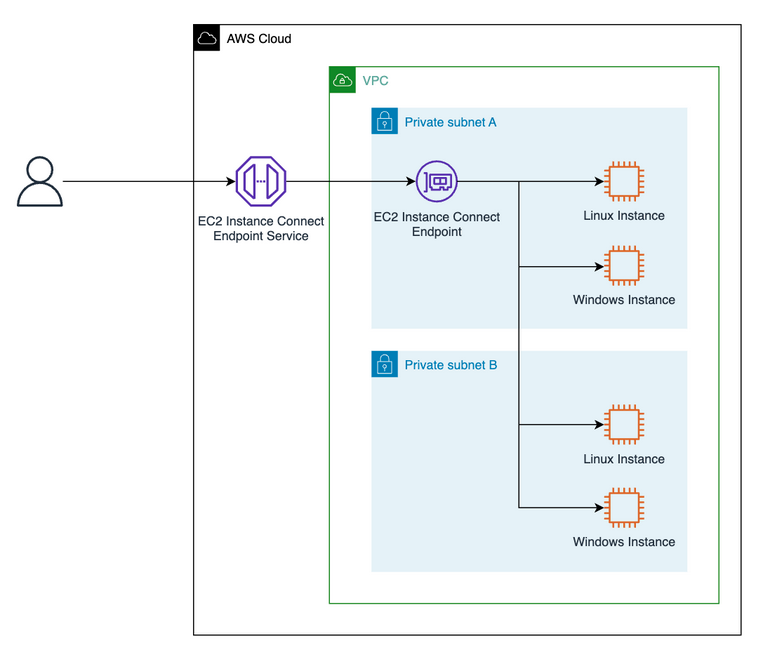 AWS Cloud
VPC
Private subnet A
EC2 Instance Connect
Endpoint Service
EC2 Instance Connect
Endpoint
Linux Instance
Windows Instance
Private subnet B
Linux Instance
Windows Instance